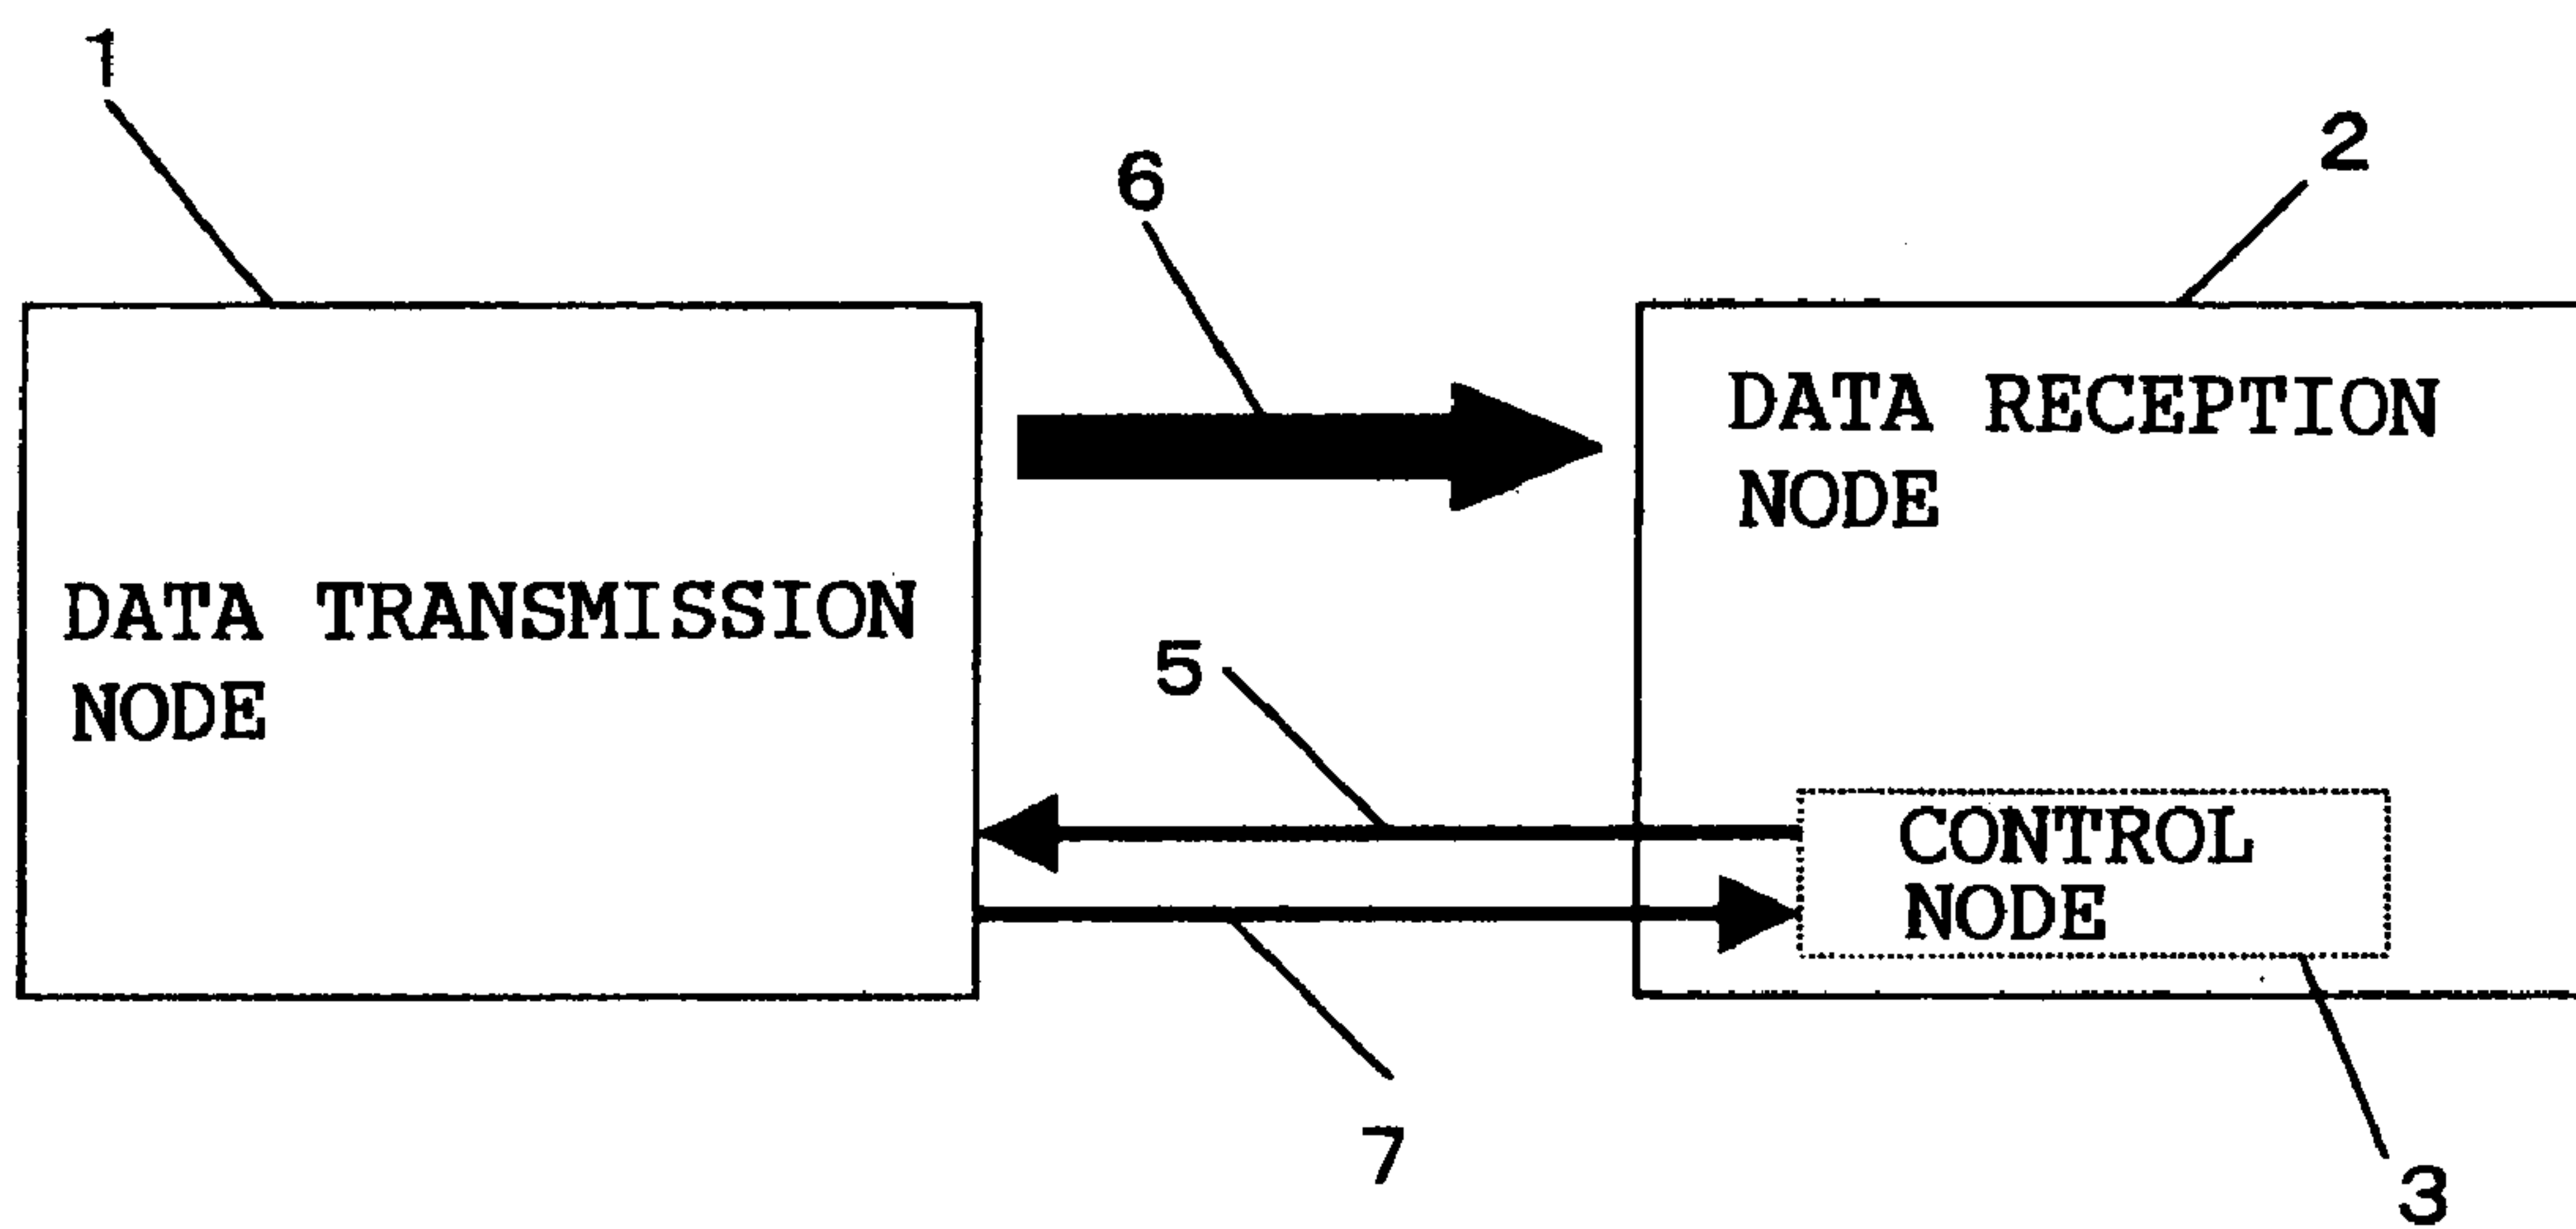 1
2
6
DATA RECEPTION
NODE
DATA TRANSMISSION
NODE
5
CONTROL
NODE
7
3